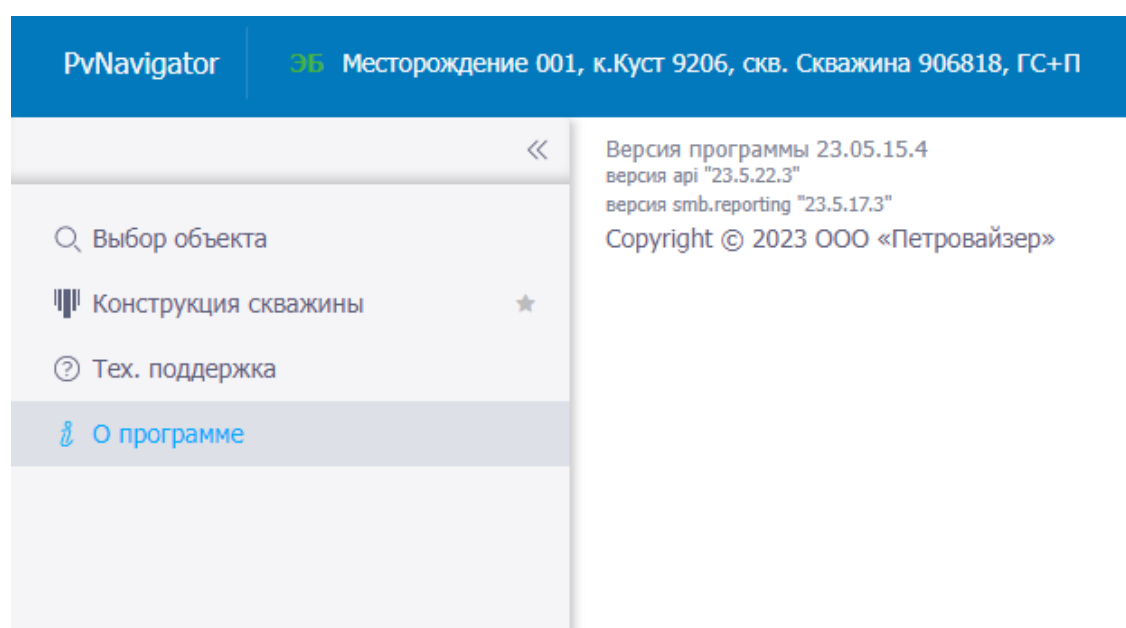 PvNavigator
ЭБ Месторождение 001, к.Куст 9206, скв. Скважина 906818, ГС+П
Выбор объекта
Конструкция скважины
Тех. поддержка
О программе
Версия программы 23.05.15.4
версия api "23.5.22.3"
версия smb.reporting "23.5.17.3"
Copyright © 2023 ООО «Петровайзер»